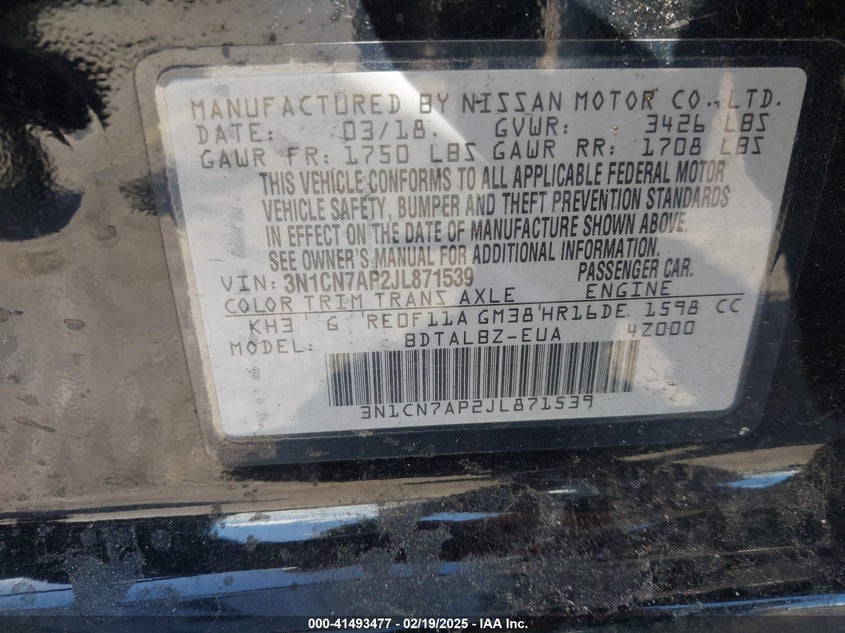 MANUFACTURED BY NISSAN MOTOR CO., LTD.
DATE: 03/18 GVWR: 3426 LBS
GAWR FR: 1750 LBS GAWR RR: 1708 LBS
THIS VEHICLE CONFORMS TO ALL APPLICABLE FEDERAL MOTOR
VEHICLE SAFETY, BUMPER AND THEFT PREVENTION STANDARDS
IN EFFECT ON THE DATE OF MANUFACTURE SHOWN ABOVE.
SEE OWNER'S MANUAL FOR ADDITIONAL INFORMATION.
VIN: 3N1CN7AP2JL871539 PASSENGER CAR.
COLOR TRIM TRANS AXLE ENGINE
KH3 G RE0F11A GM38 HR16DE 1598 CC
MODEL: BDTALBZ-EUA 4Z000
3N1CN7AP2JL871539
000-41493477 - 02/19/2025 - © IAA Holdings, LLC